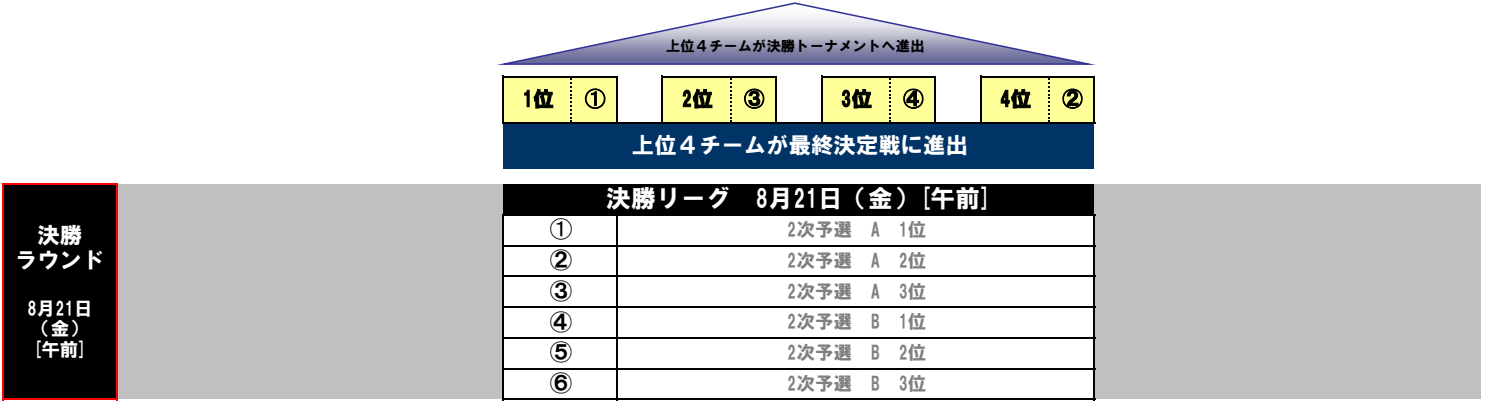 上位４チームが決勝トーナメントへ進出
1位 ① 2位 ③ 3位 ④ 4位 ②
上位４チームが最終決定戦に進出
決勝リーグ　8月21日（金）[午前]
決勝
ラウンド
8月21日
（金）
[午前]
① 2次予選　A　1位
② 2次予選　A　2位
③ 2次予選　A　3位
④ 2次予選　B　1位
⑤ 2次予選　B　2位
⑥ 2次予選　B　3位